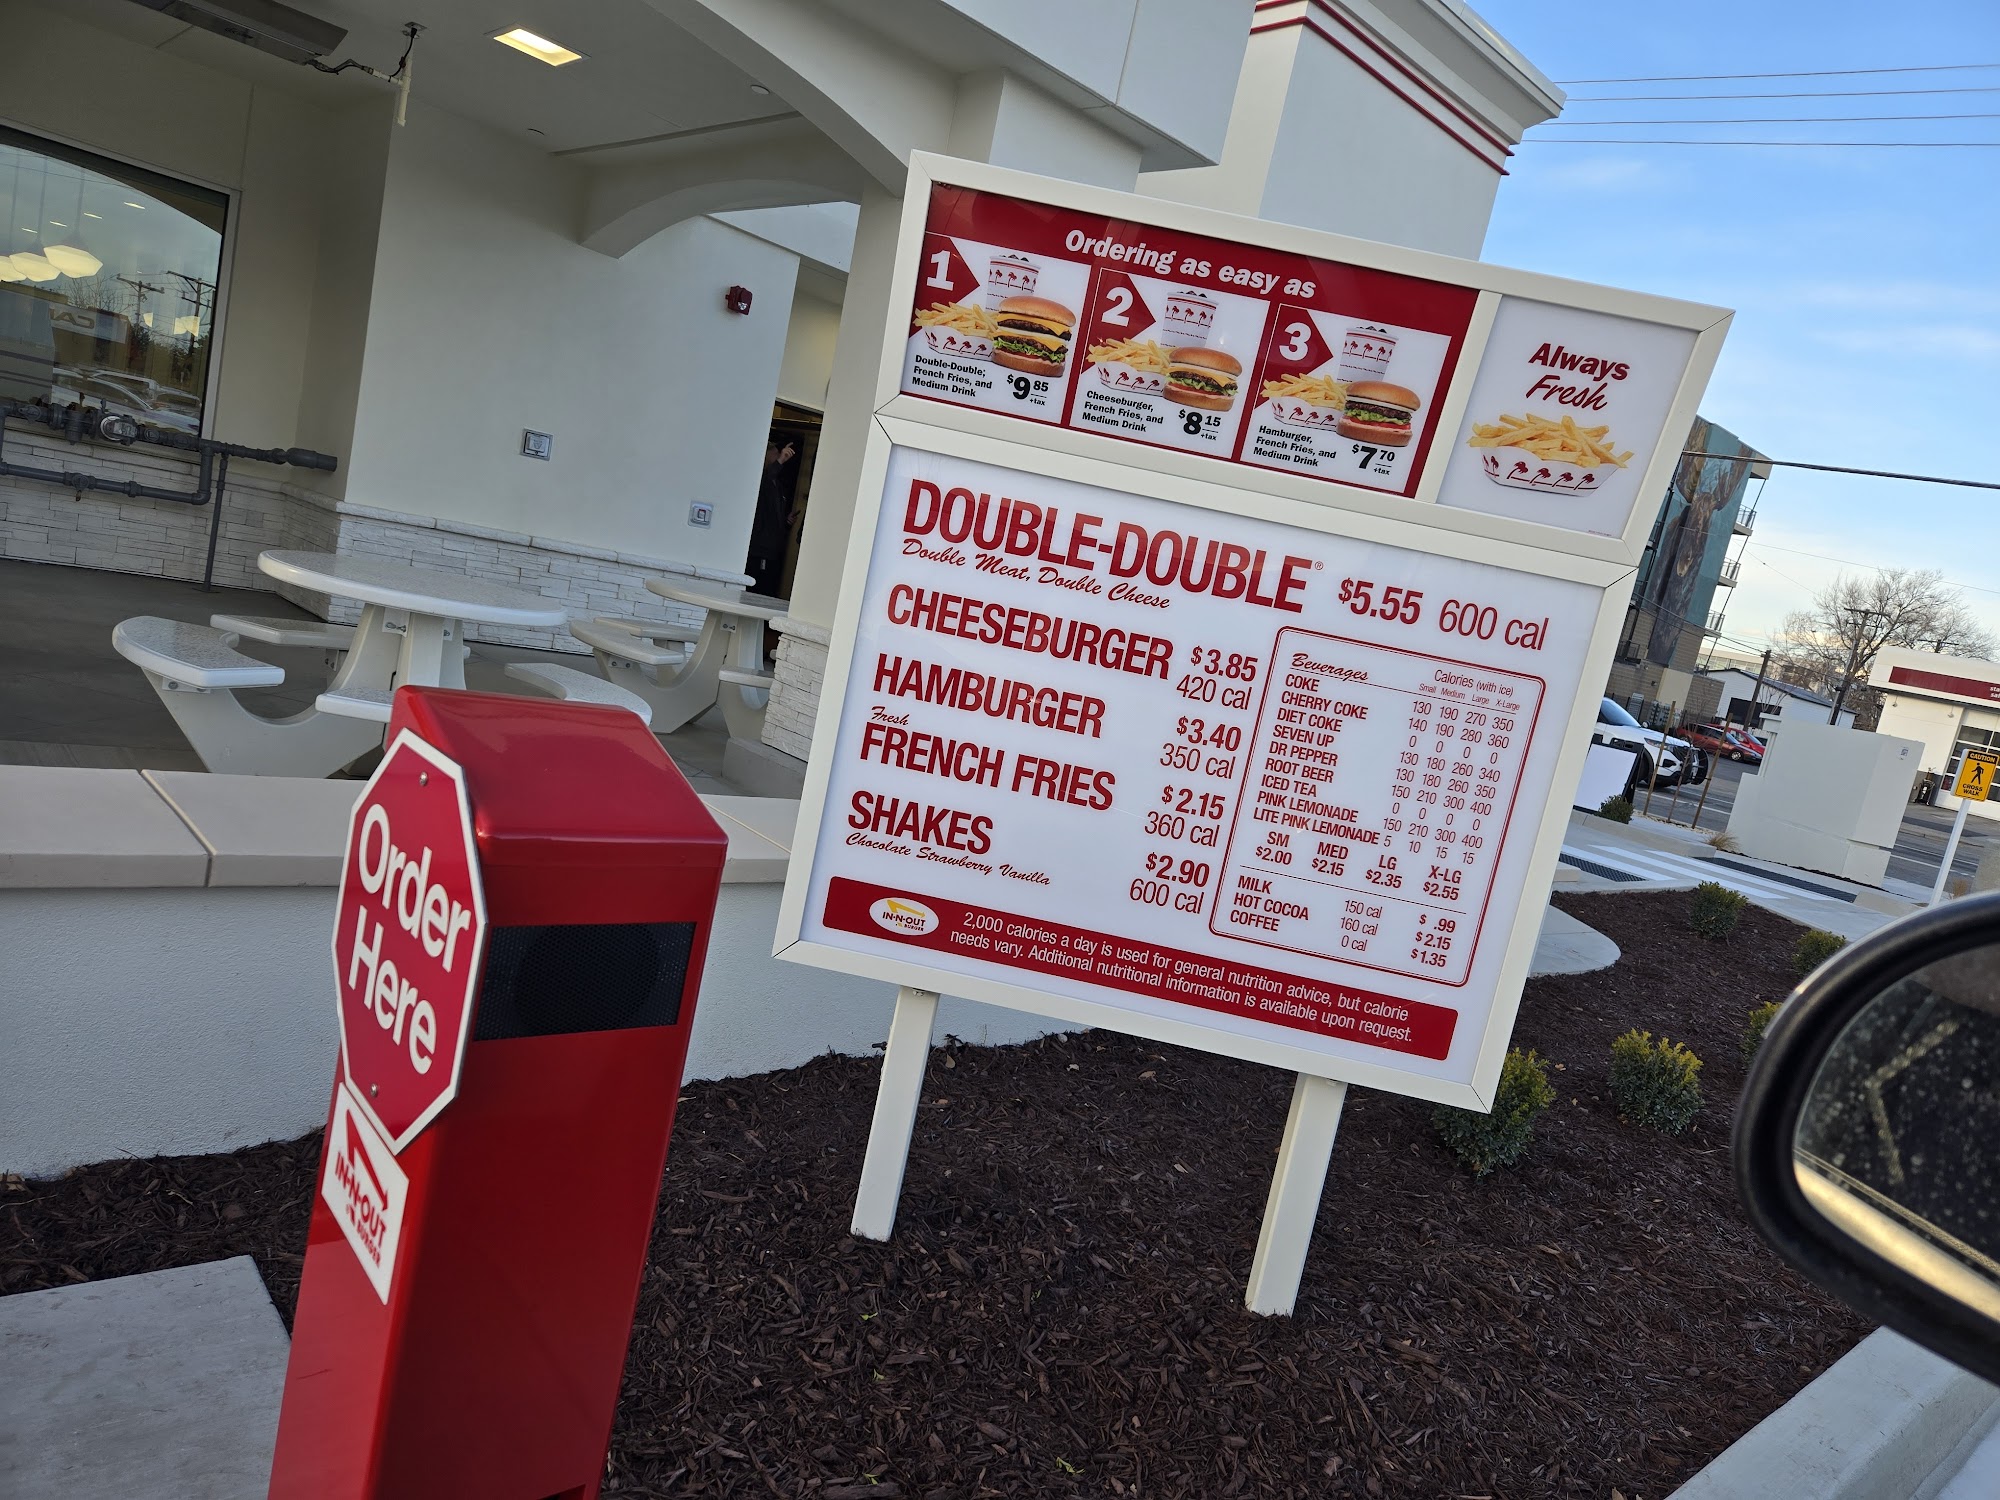 Ordering as easy as
1
Double-Double,
French Fries, and
Medium Drink
$9 85
+tax
2
Cheeseburger,
French Fries, and
Medium Drink
$8 15
+tax
3
Hamburger,
French Fries, and
Medium Drink
$7 70
+tax
Always
Fresh
DOUBLE-DOUBLE® $5.55 600 cal
Double Meat, Double Cheese
CHEESEBURGER $3.85
420 cal
HAMBURGER $3.40
350 cal
Fresh
FRENCH FRIES $2.15
360 cal
SHAKES $2.90
Chocolate Strawberry Vanilla 600 cal
Beverages Calories (with ice)
Small Medium Large X-Large
COKE 130 190 270 350
CHERRY COKE 140 190 280 360
DIET COKE 0 0 0 0
SEVEN UP 130 180 260 340
DR PEPPER 130 180 260 350
ROOT BEER 150 210 300 400
ICED TEA 0 0 0 0
PINK LEMONADE 150 210 300 400
LITE PINK LEMONADE 5 10 15 15
SM MED LG X-LG
$2.00 $2.15 $2.35 $2.55
MILK 150 cal $ .99
HOT COCOA 160 cal $2.15
COFFEE 0 cal $1.35
IN-N-OUT
BURGER
2,000 calories a day is used for general nutrition advice, but calorie
needs vary. Additional nutritional information is available upon request.
Order
Here
IN-N-OUT
BURGER
CAUTION
CROSS
WALK